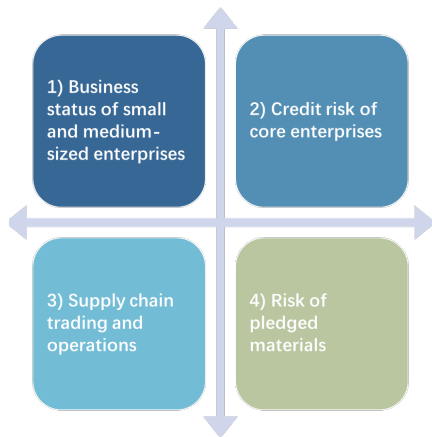 1) Business
status of small
and medium-
sized enterprises
2) Credit risk of
core enterprises
3) Supply chain
trading and
operations
4) Risk of
pledged
materials